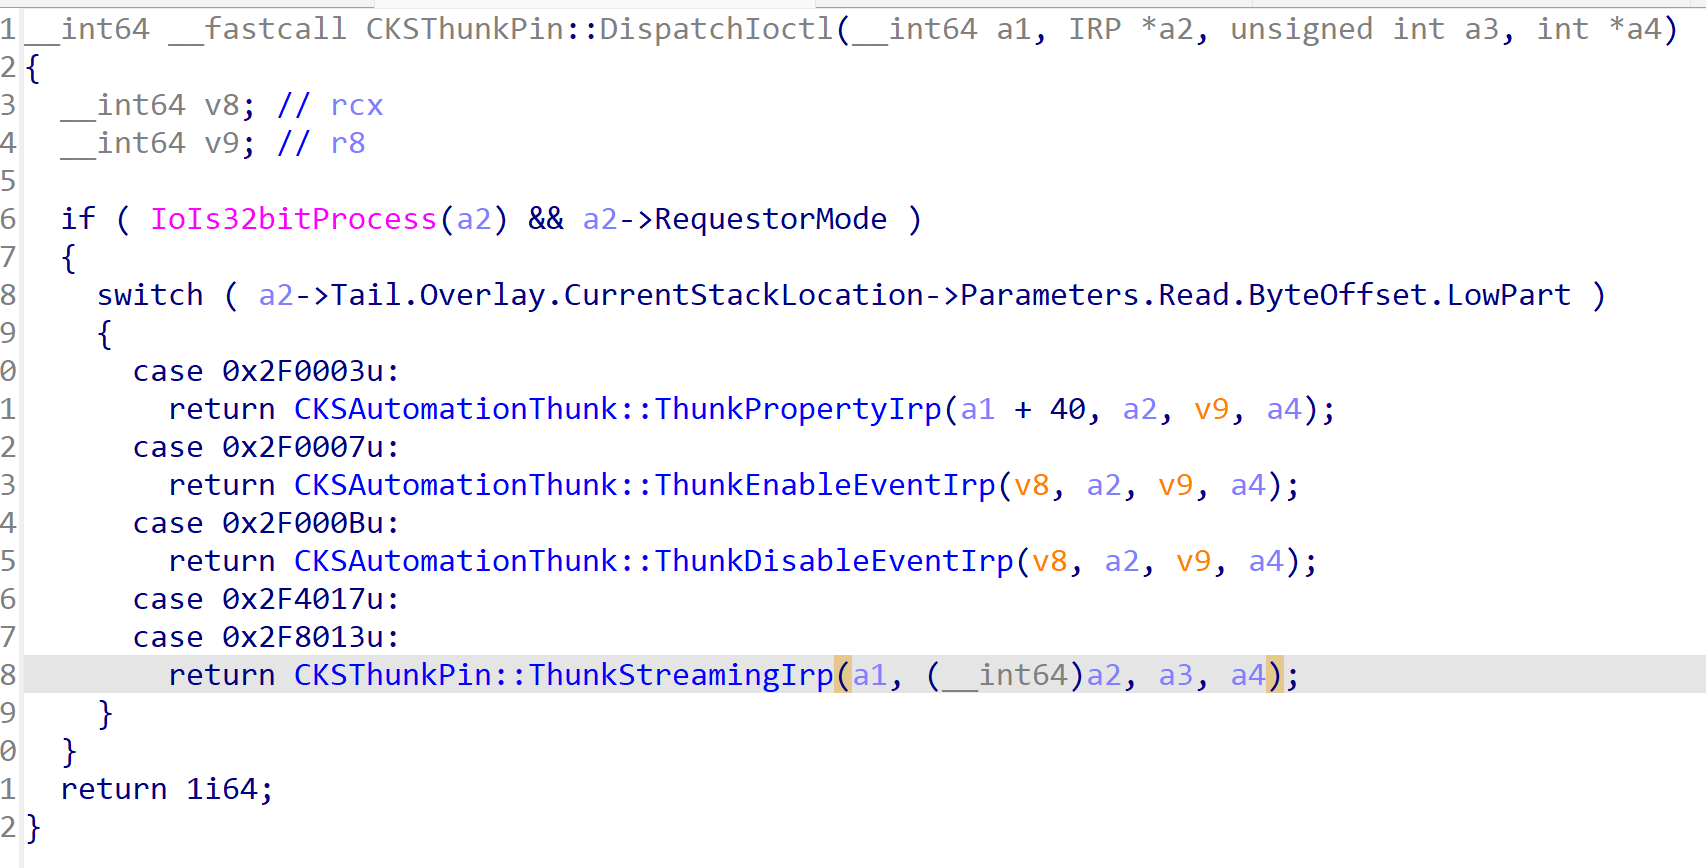 1 __int64 __fastcall CKSThunkPin::DispatchIoctl(__int64 a1, IRP *a2, unsigned int a3, int *a4)
2 {
3   __int64 v8; // rcx
4   __int64 v9; // r8
5
6   if ( IoIs32bitProcess(a2) && a2->RequestorMode )
7   {
8     switch ( a2->Tail.Overlay.CurrentStackLocation->Parameters.Read.ByteOffset.LowPart )
9     {
0       case 0x2F0003u:
1         return CKSAutomationThunk::ThunkPropertyIrp(a1 + 40, a2, v9, a4);
2       case 0x2F0007u:
3         return CKSAutomationThunk::ThunkEnableEventIrp(v8, a2, v9, a4);
4       case 0x2F000Bu:
5         return CKSAutomationThunk::ThunkDisableEventIrp(v8, a2, v9, a4);
6       case 0x2F4017u:
7       case 0x2F8013u:
8         return CKSThunkPin::ThunkStreamingIrp(a1, (__int64)a2, a3, a4);
9     }
0   }
1   return 1i64;
2 }